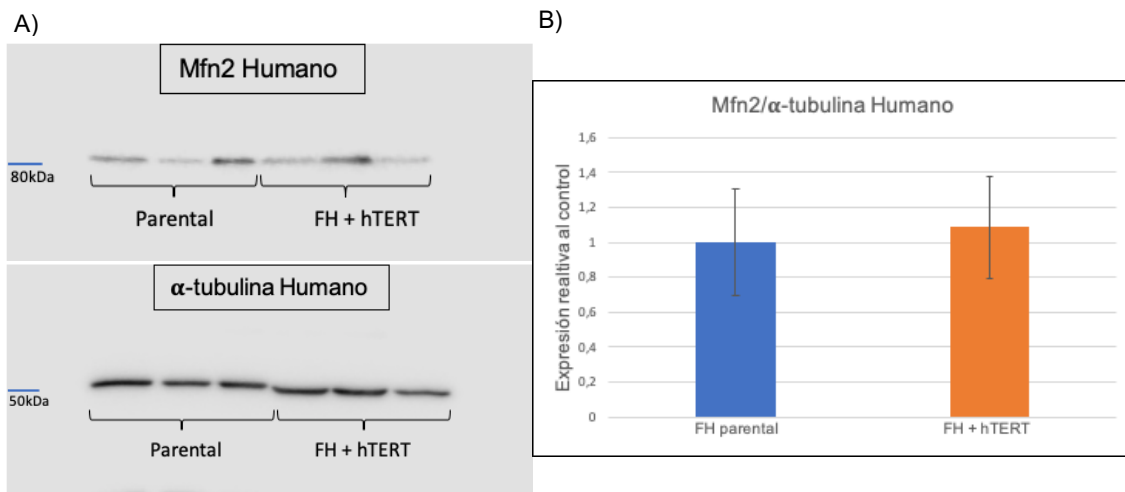 A)
Mfn2 Humano
80kDa
Parental
FH + hTERT
α-tubulina Humano
50kDa
Parental
FH + hTERT
B)
Mfn2/α-tubulina Humano
Expresión realtiva al control
1,6
1,4
1,2
1
0,8
0,6
0,4
0,2
0
FH parental
FH + hTERT